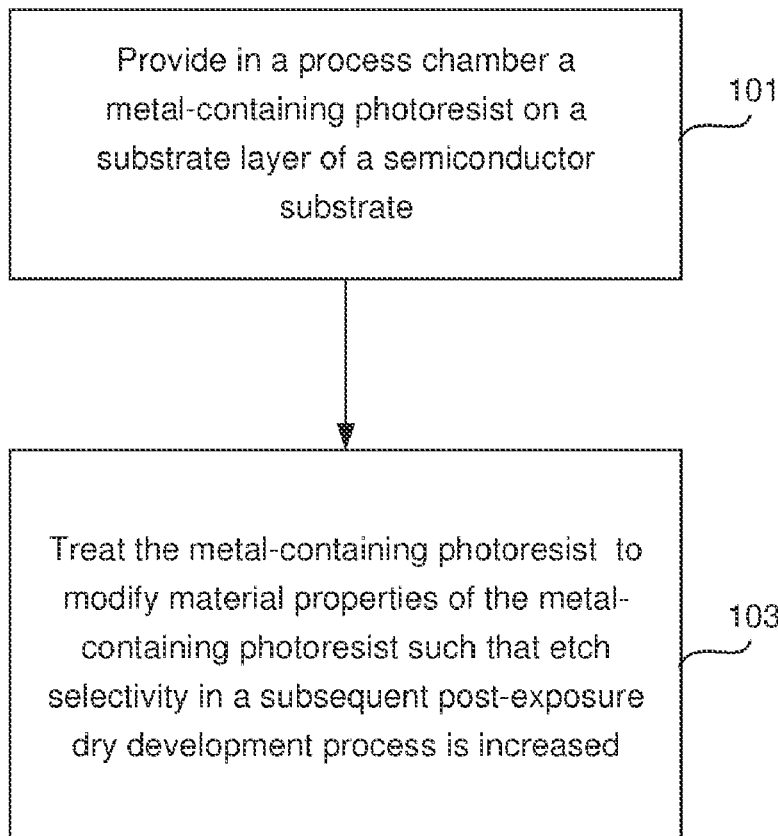 Provide in a process chamber a
metal-containing photoresist on a
substrate layer of a semiconductor
substrate
101
Treat the metal-containing photoresist to
modify material properties of the metal-
containing photoresist such that etch
selectivity in a subsequent post-exposure
dry development process is increased
103